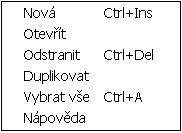 Nová Ctrl+Ins
Otevřít
Odstranit Ctrl+Del
Duplikovat
Vybrat vše Ctrl+A
Nápověda